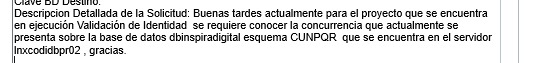 Clave BD Destino:
Descripcion Detallada de la Solicitud: Buenas tardes actualmente para el proyecto que se encuentra
en ejecución Validación de Identidad se requiere conocer la concurrencia que actualmente se
presenta sobre la base de datos dbinspiradigital esquema CUNPQR que se encuentra en el servidor
lnxcodidbpr02 , gracias.